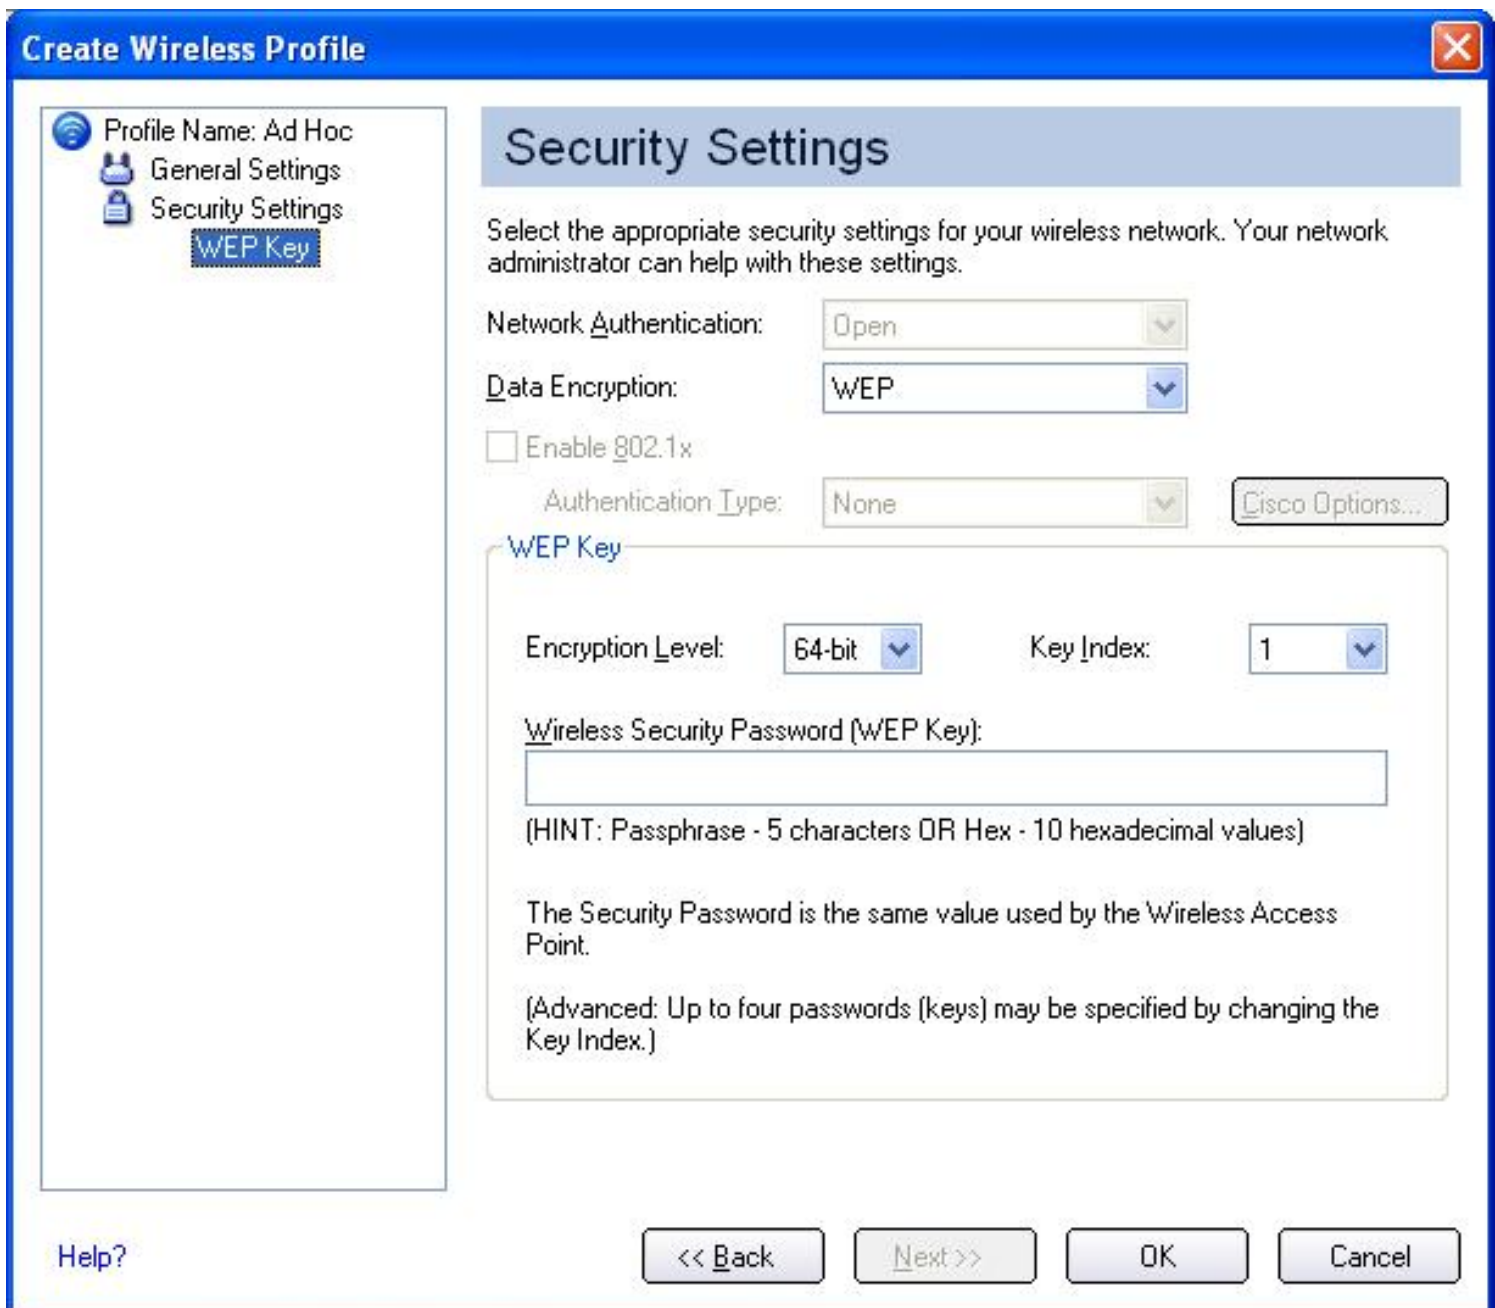 Create Wireless Profile
Profile Name: Ad Hoc
General Settings
Security Settings
WEP Key
Security Settings
Select the appropriate security settings for your wireless network. Your network
administrator can help with these settings.
Network Authentication: Open
Data Encryption: WEP
Enable 802.1x
Authentication Type: None Cisco Options...
WEP Key
Encryption Level: 64-bit Key Index: 1
Wireless Security Password (WEP Key):
(HINT: Passphrase - 5 characters OR Hex - 10 hexadecimal values)
The Security Password is the same value used by the Wireless Access
Point.
(Advanced: Up to four passwords (keys) may be specified by changing the
Key Index.)
Help? << Back Next >> OK Cancel